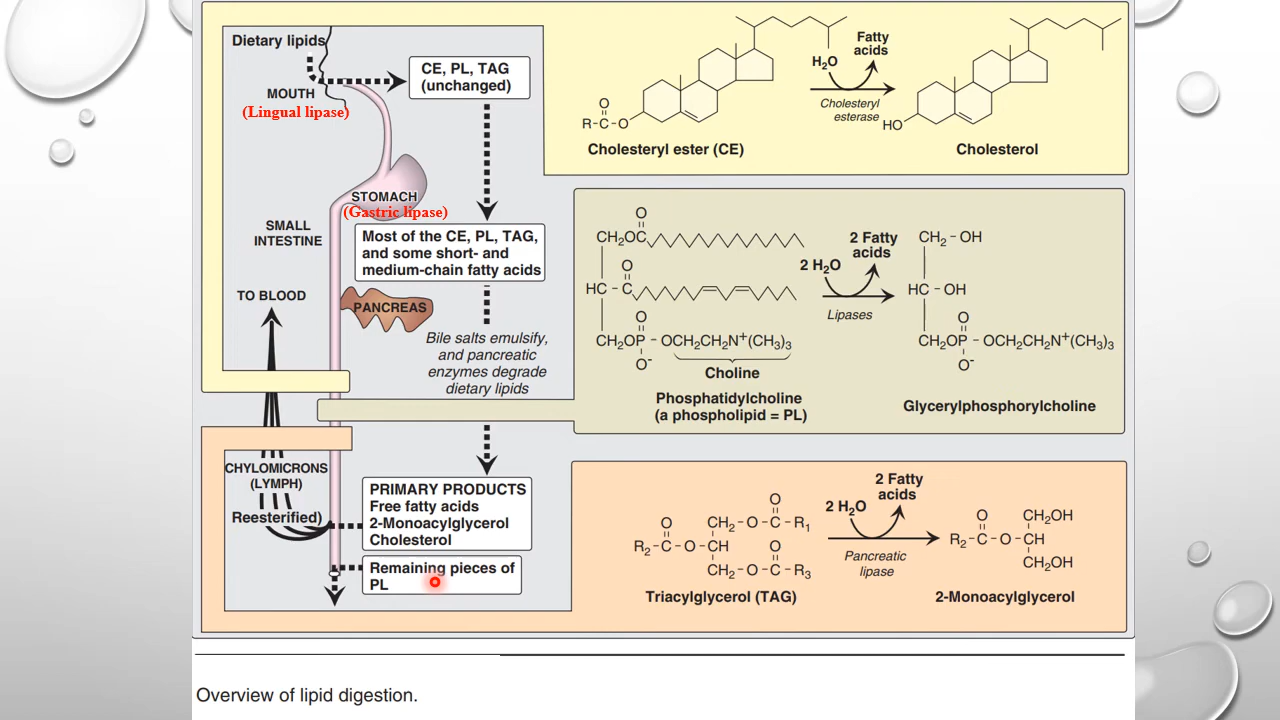 Dietary lipids
MOUTH
(Lingual lipase)
CE, PL, TAG
(unchanged)
STOMACH
(Gastric lipase)
SMALL
INTESTINE
Most of the CE, PL, TAG,
and some short- and
medium-chain fatty acids
TO BLOOD
PANCREAS
Bile salts emulsify,
and pancreatic
enzymes degrade
dietary lipids
CHYLOMICRONS
(LYMPH)
Reesterified)
PRIMARY PRODUCTS
Free fatty acids
2-Monoacylglycerol
Cholesterol
Remaining pieces of
PL
O
R-C-O
Cholesteryl ester (CE)
H₂O
Fatty
acids
Cholesteryl
esterase
HO
Cholesterol
O
CH₂OC
O
HC - C
O
CH₂OP - OCH₂CH₂N⁺(CH₃)₃
O⁻
Choline
Phosphatidylcholine
(a phospholipid = PL)
2 H₂O
2 Fatty
acids
Lipases
CH₂ - OH
HC - OH
O
CH₂OP - OCH₂CH₂N⁺(CH₃)₃
O⁻
Glycerylphosphorylcholine
O
CH₂-O-C-R₁
O
R₂-C-O-CH
O
CH₂-O-C-R₃
Triacylglycerol (TAG)
2 H₂O
2 Fatty
acids
Pancreatic
lipase
CH₂OH
O
R₂-C-O-CH
CH₂OH
2-Monoacylglycerol
Overview of lipid digestion.